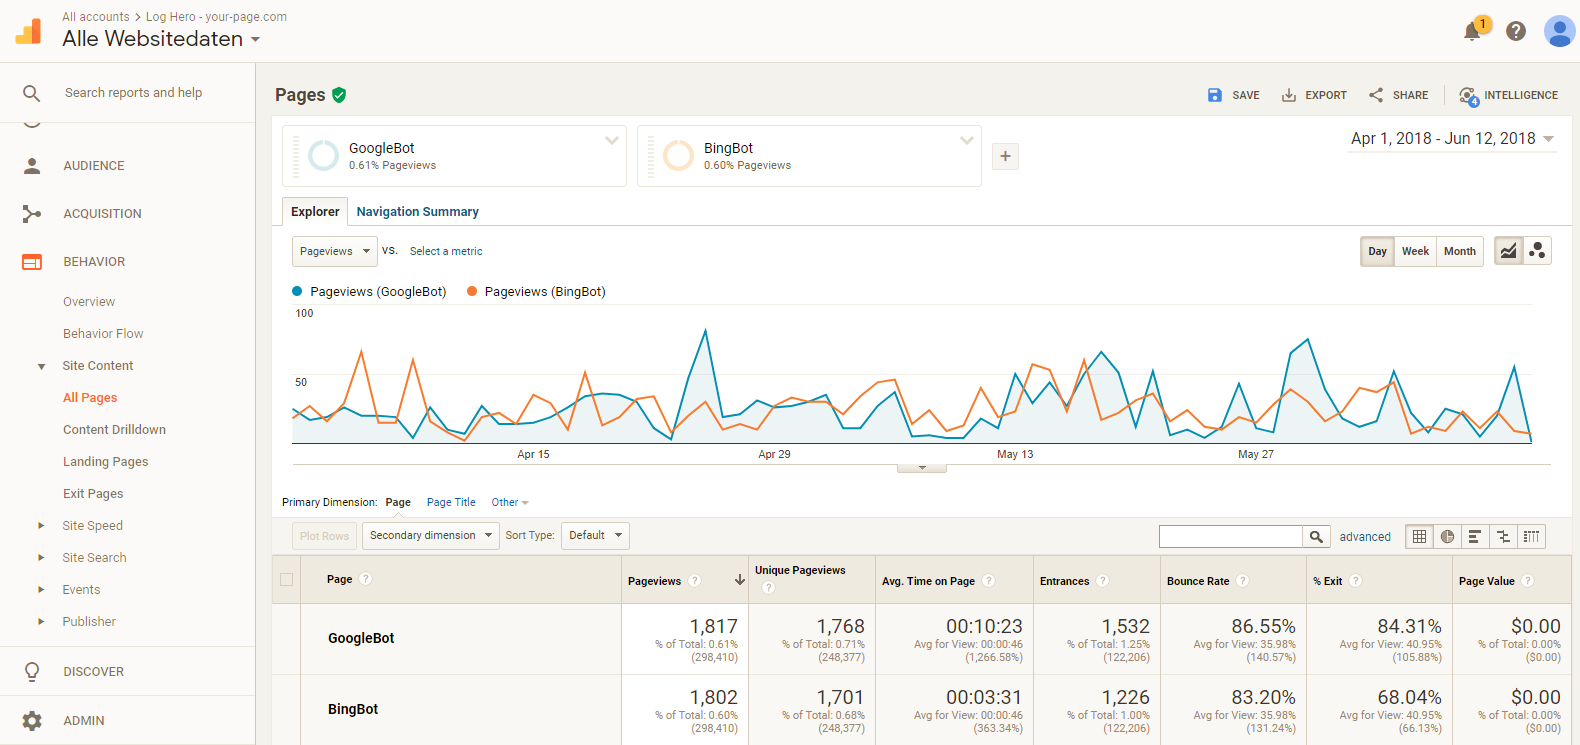 All accounts > Log Hero - your-page.com
Alle Websitedaten
1
Search reports and help
AUDIENCE
ACQUISITION
BEHAVIOR
Overview
Behavior Flow
Site Content
All Pages
Content Drilldown
Landing Pages
Exit Pages
Site Speed
Site Search
Events
Publisher
DISCOVER
ADMIN
Pages
SAVE
EXPORT
SHARE
4
INTELLIGENCE
GoogleBot
0.61% Pageviews
BingBot
0.60% Pageviews
+
Apr 1, 2018 - Jun 12, 2018
Explorer
Navigation Summary
Pageviews
VS.
Select a metric
Day
Week
Month
Pageviews (GoogleBot)
Pageviews (BingBot)
100
50
Apr 15
Apr 29
May 13
May 27
Primary Dimension:
Page
Page Title
Other
Plot Rows
Secondary dimension
Sort Type:
Default
advanced
Page ?
Pageviews ?
Unique Pageviews ?
Avg. Time on Page ?
Entrances ?
Bounce Rate ?
% Exit ?
Page Value ?
GoogleBot
1,817
% of Total: 0.61%
(298,410)
1,768
% of Total: 0.71%
(248,377)
00:10:23
Avg for View: 00:00:46
(1,266.58%)
1,532
% of Total: 1.25%
(122,206)
86.55%
Avg for View: 35.98%
(140.57%)
84.31%
Avg for View: 40.95%
(105.88%)
$0.00
% of Total: 0.00%
($0.00)
BingBot
1,802
% of Total: 0.60%
(298,410)
1,701
% of Total: 0.68%
(248,377)
00:03:31
Avg for View: 00:00:46
(363.34%)
1,226
% of Total: 1.00%
(122,206)
83.20%
Avg for View: 35.98%
(131.24%)
68.04%
Avg for View: 40.95%
(66.13%)
$0.00
% of Total: 0.00%
($0.00)